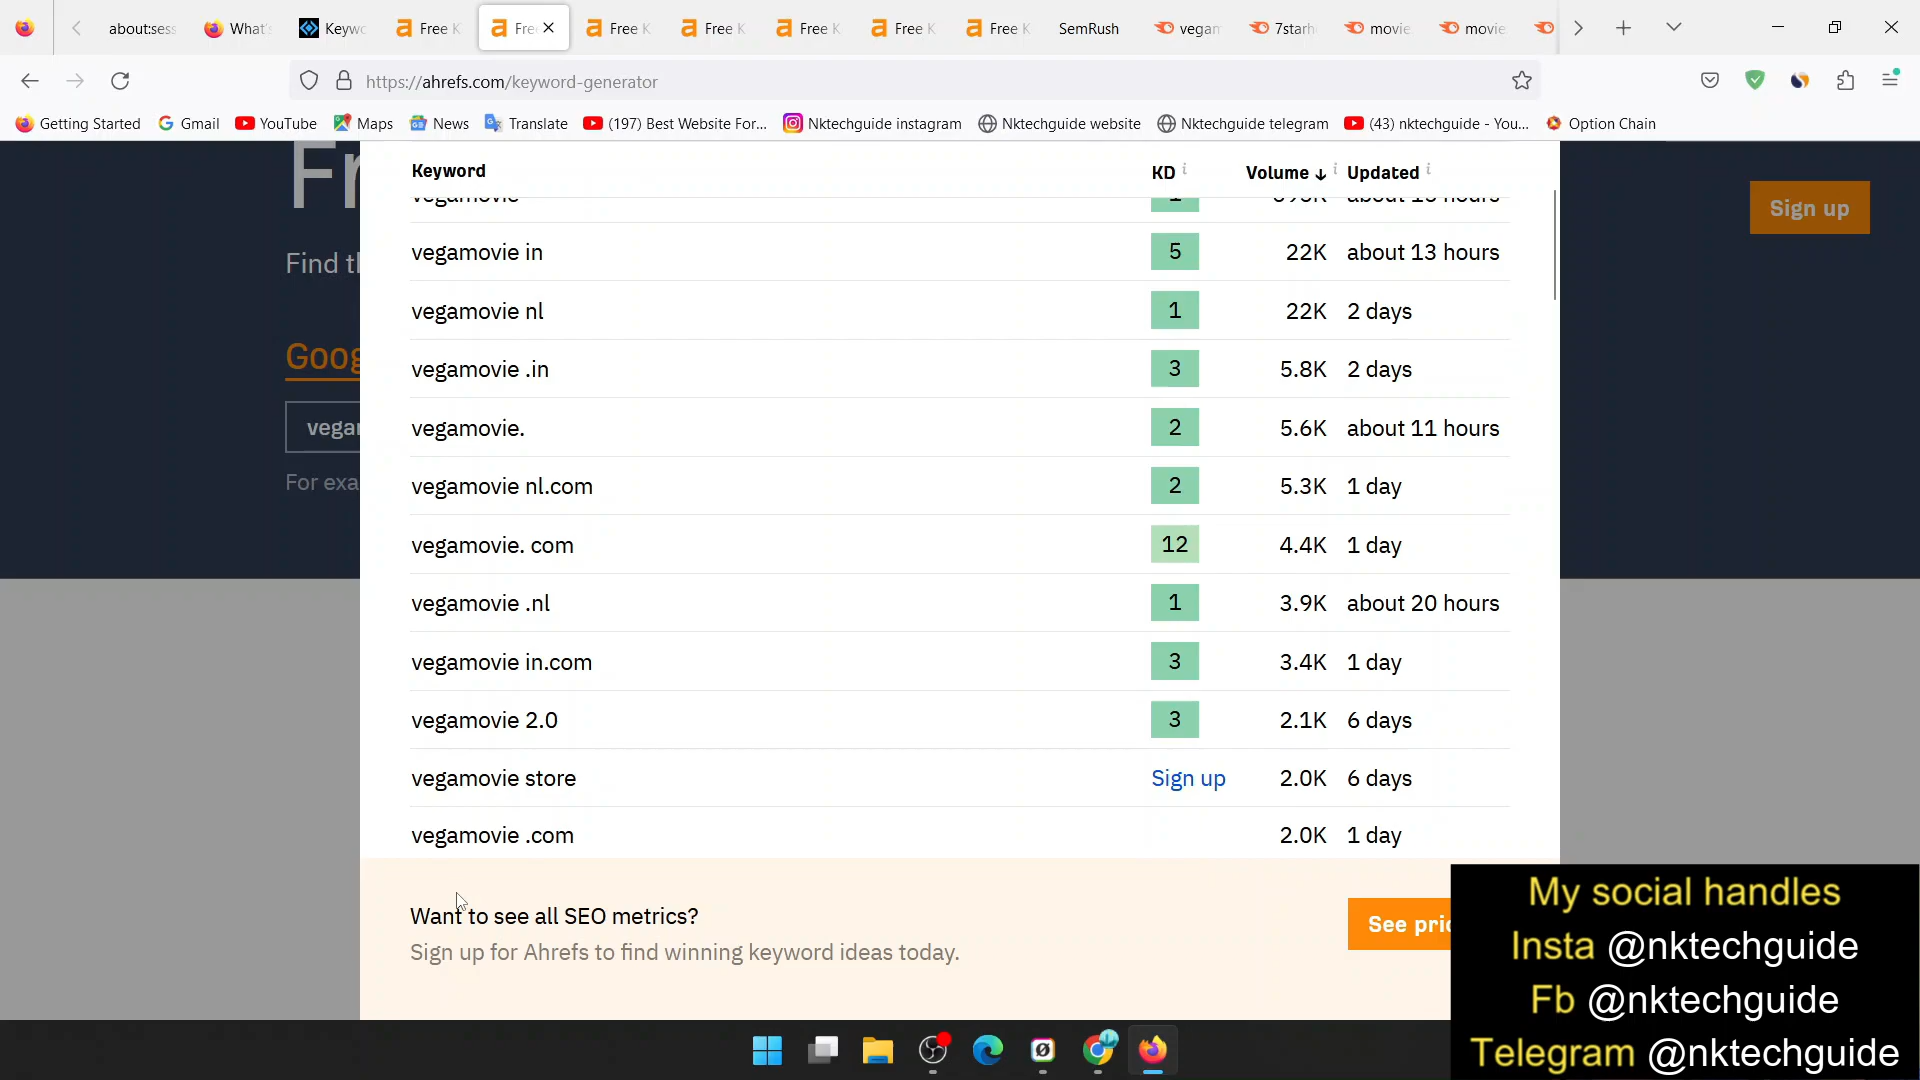 about:sess
What'
Keywo
Free K
Fre
Free K
Free K
Free K
Free K
Free K
SemRush
vegam
7starh
movie
movie
https://ahrefs.com/keyword-generator
Getting Started
Gmail
YouTube
Maps
News
Translate
(197) Best Website For...
Nktechguide instagram
Nktechguide website
Nktechguide telegram
(43) nktechguide - You...
Option Chain
Fr
Find th
Goog
vegar
For exa
Sign up
Keyword KD i Volume ↓ i Updated i
vegamovie 1
vegamovie in 5 22K about 13 hours
vegamovie nl 1 22K 2 days
vegamovie .in 3 5.8K 2 days
vegamovie. 2 5.6K about 11 hours
vegamovie nl.com 2 5.3K 1 day
vegamovie. com 12 4.4K 1 day
vegamovie .nl 1 3.9K about 20 hours
vegamovie in.com 3 3.4K 1 day
vegamovie 2.0 3 2.1K 6 days
vegamovie store Sign up 2.0K 6 days
vegamovie .com 2.0K 1 day
Want to see all SEO metrics?
Sign up for Ahrefs to find winning keyword ideas today.
See pric
My social handles
Insta @nktechguide
Fb @nktechguide
Telegram @nktechguide